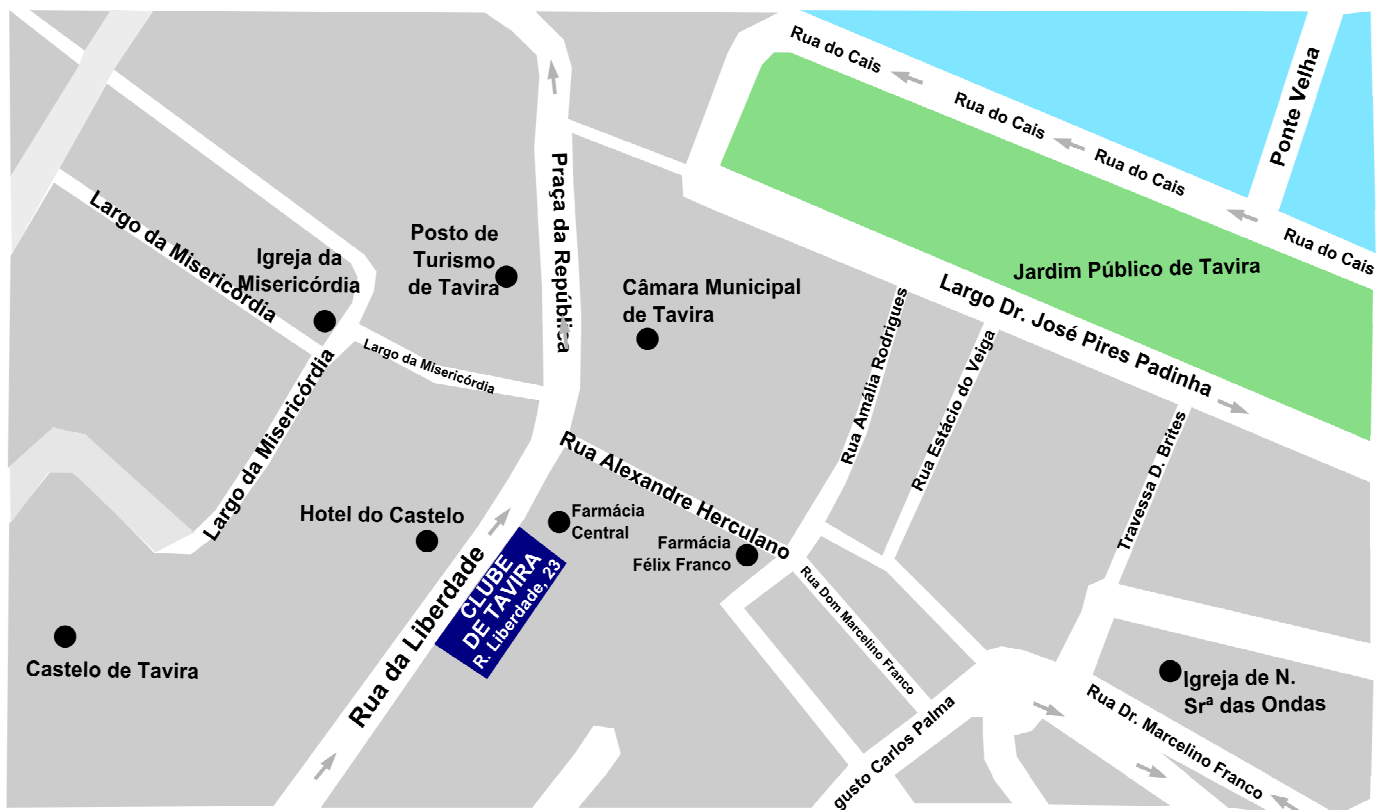 Rua do Cais
Rua do Cais
Rua do Cais
Rua do Cais
Ponte Velha
Jardim Público de Tavira
Largo Dr. José Pires Padinha
Praça da República
Largo da Misericórdia
Igreja da
Misericórdia
Posto de
Turismo
de Tavira
Câmara Municipal
de Tavira
Largo da Misericórdia
Largo da Misericórdia
Rua Amália Rodrigues
Rua Estácio do Veiga
Travessa D. Brites
Rua Alexandre Herculano
Hotel do Castelo
Farmácia
Central
Farmácia
Félix Franco
Rua da Liberdade
CLUBE
DE TAVIRA
R. Liberdade, 23
Rua Dom Marcelino Franco
Castelo de Tavira
Igreja de N.
Srª das Ondas
Rua Dr. Marcelino Franco
gusto Carlos Palma